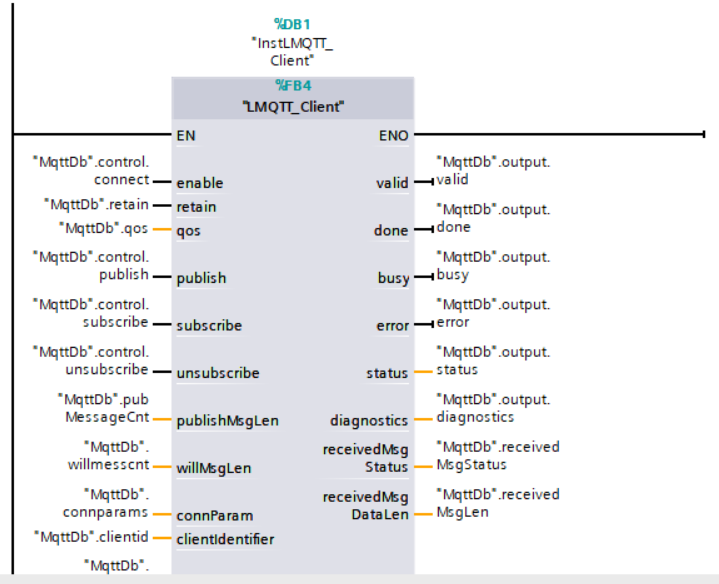 %DB1
"InstLMQTT_
Client"
%FB4
"LMQTT_Client"
EN
ENO
"MqttDb".control.
connect
enable
valid
"MqttDb".output.
valid
"MqttDb".retain
retain
"MqttDb".qos
qos
done
"MqttDb".output.
done
"MqttDb".control.
publish
publish
busy
"MqttDb".output.
busy
"MqttDb".control.
subscribe
subscribe
error
"MqttDb".output.
error
"MqttDb".control.
unsubscribe
unsubscribe
status
"MqttDb".output.
status
"MqttDb".pub
MessageCnt
publishMsgLen
diagnostics
"MqttDb".output.
diagnostics
"MqttDb".
willmesscnt
willMsgLen
receivedMsg
Status
"MqttDb".received
MsgStatus
"MqttDb".
connparams
connParam
receivedMsg
DataLen
"MqttDb".received
MsgLen
"MqttDb".clientid
clientIdentifier
"MqttDb".